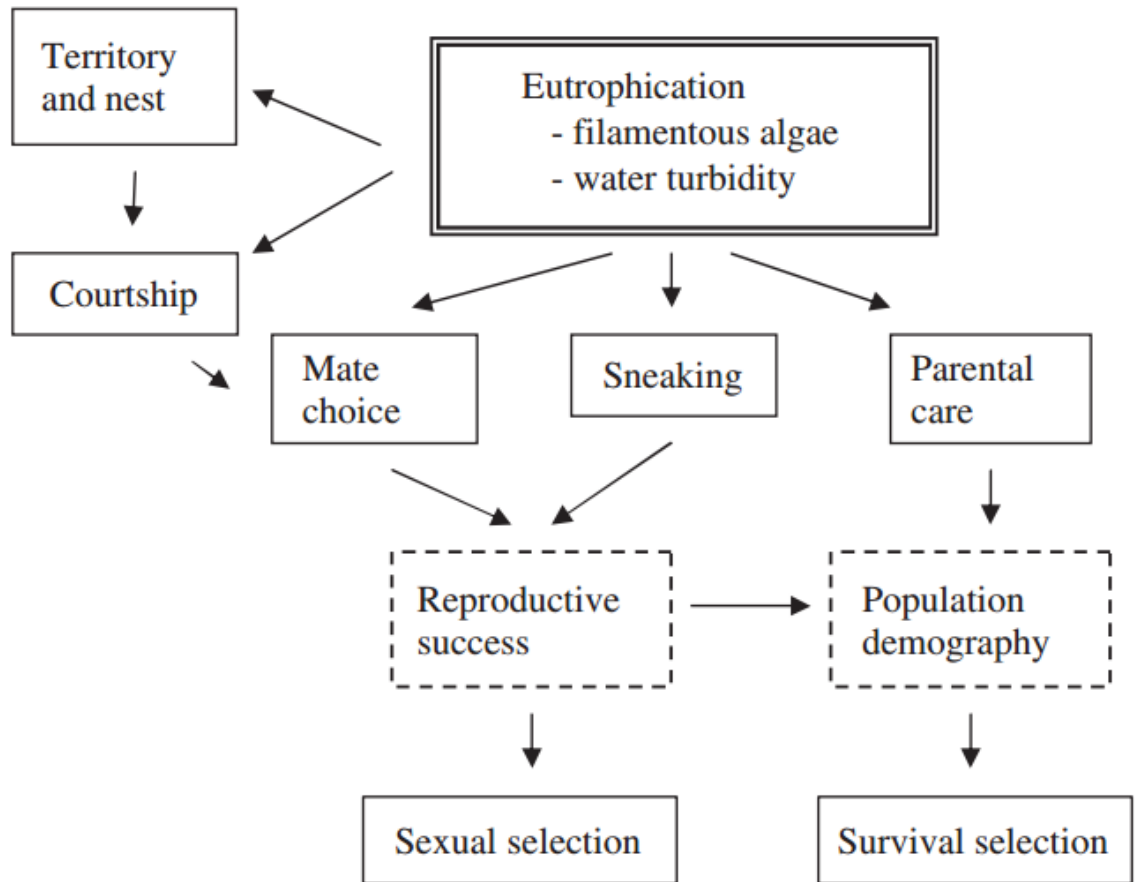 Territory
and nest
Eutrophication
- filamentous algae
- water turbidity
Courtship
Mate
choice
Sneaking
Parental
care
Reproductive
success
Population
demography
Sexual selection
Survival selection